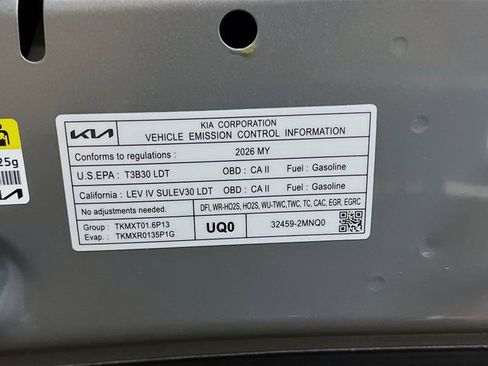 KIA CORPORATION
VEHICLE EMISSION CONTROL INFORMATION
Conforms to regulations : 2026 MY
U.S.EPA : T3B30 LDT OBD : CA II Fuel : Gasoline
California : LEV IV SULEV30 LDT OBD : CA II Fuel : Gasoline
No adjustments needed. DFI, WR-HO2S, HO2S, WU-TWC,TWC, TC, CAC, EGR, EGRC
Group : TKMXT01.6P13 UQ0 32459-2MNQ0
Evap. : TKMXR0135P1G
25g